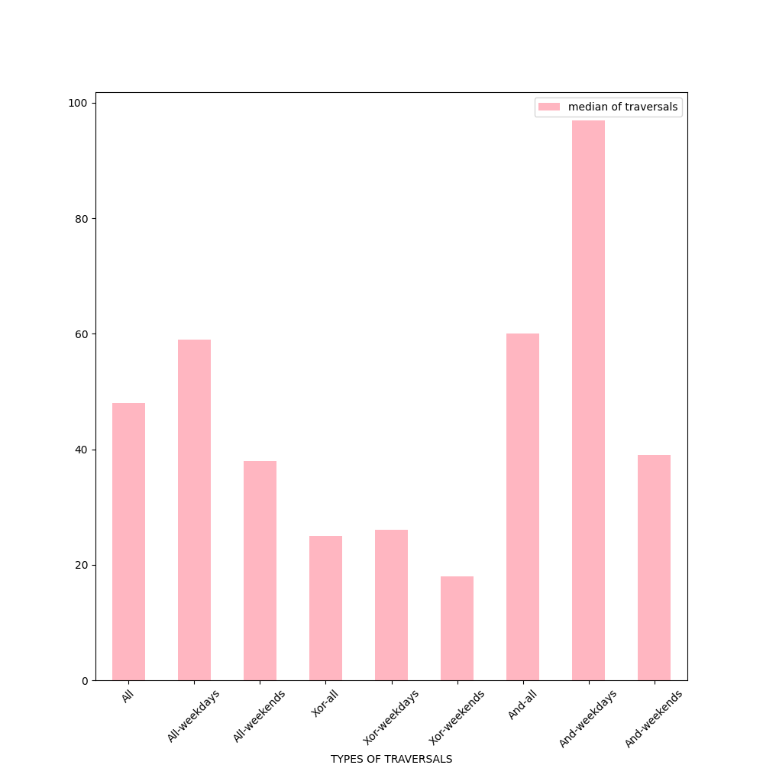 median of traversals
100
80
60
40
20
0
All
All-weekdays
All-weekends
Xor-all
Xor-weekdays
Xor-weekends
And-all
And-weekdays
And-weekends
TYPES OF TRAVERSALS